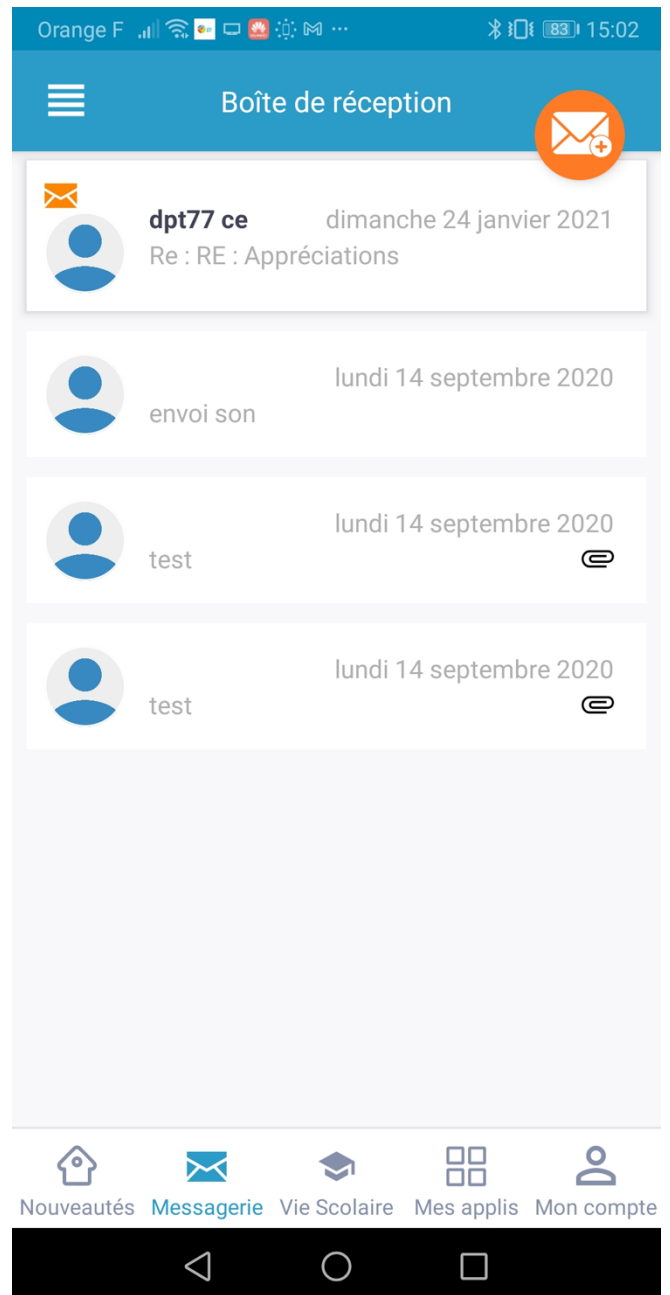 Orange F 83 15:02
Boîte de réception
dpt77 ce dimanche 24 janvier 2021
Re : RE : Appréciations
lundi 14 septembre 2020
envoi son
lundi 14 septembre 2020
test
lundi 14 septembre 2020
test
Nouveautés Messagerie Vie Scolaire Mes applis Mon compte